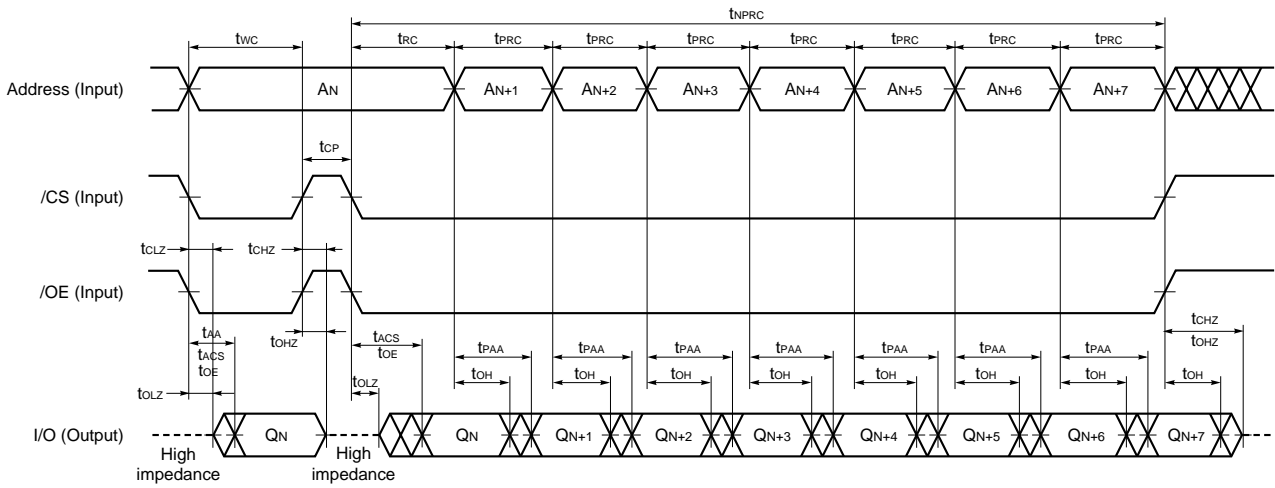 tNPRC
tWC tRC tPRC tPRC tPRC tPRC tPRC tPRC tPRC
Address (Input) AN AN+1 AN+2 AN+3 AN+4 AN+5 AN+6 AN+7
tCP
/CS (Input)
tCLZ tCHZ
/OE (Input)
tAA tOHZ tACS tCHZ
tACS tOE tPAA tPAA tPAA tPAA tPAA tPAA tPAA tOHZ
tOE
tOLZ tOLZ tOH tOH tOH tOH tOH tOH tOH tOH
I/O (Output) QN QN QN+1 QN+2 QN+3 QN+4 QN+5 QN+6 QN+7
High High
impedance impedance